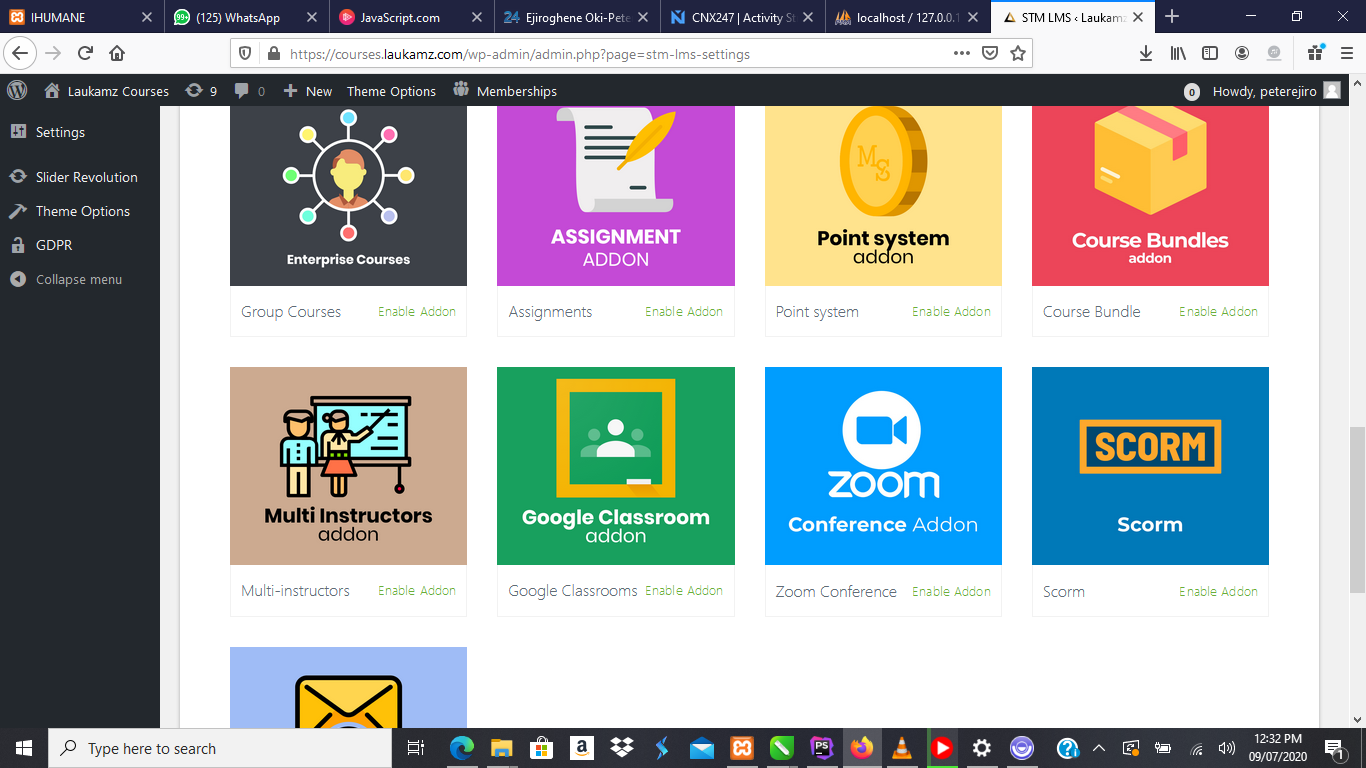 IHUMANE
(125) WhatsApp
JavaScript.com
Ejiroghene Oki-Pete
CNX247 | Activity St
localhost / 127.0.0.1
STM LMS ‹ Laukamz
https://courses.laukamz.com/wp-admin/admin.php?page=stm-lms-settings
Laukamz Courses
9
0
New
Theme Options
Memberships
0
Howdy, peterejiro
Settings
Slider Revolution
Theme Options
GDPR
Collapse menu
Enterprise Courses
ASSIGNMENT
ADDON
MS
Point system
addon
Course Bundles
addon
Group Courses
Enable Addon
Assignments
Enable Addon
Point system
Enable Addon
Course Bundle
Enable Addon
Multi Instructors
addon
Google Classroom
addon
zoom
Conference Addon
SCORM
Scorm
Multi-instructors
Enable Addon
Google Classrooms
Enable Addon
Zoom Conference
Enable Addon
Scorm
Enable Addon
Type here to search
12:32 PM
09/07/2020